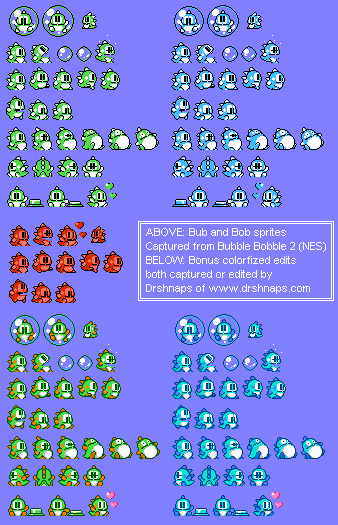 ABOVE: Bub and Bob sprites
Captured from Bubble Bobble 2 (NES)
BELOW: Bonus colorfized edits
both captured or edited by
Drshnaps of www.drshnaps.com